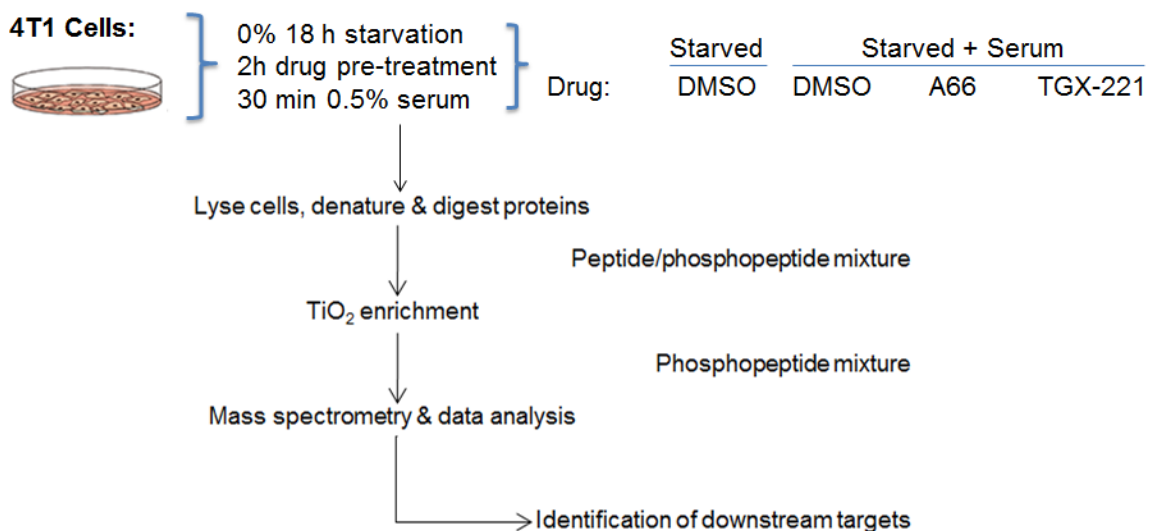 4T1 Cells:
0% 18 h starvation
2h drug pre-treatment
30 min 0.5% serum
Starved Starved + Serum
Drug: DMSO DMSO A66 TGX-221
Lyse cells, denature & digest proteins
Peptide/phosphopeptide mixture
TiO₂ enrichment
Phosphopeptide mixture
Mass spectrometry & data analysis
Identification of downstream targets